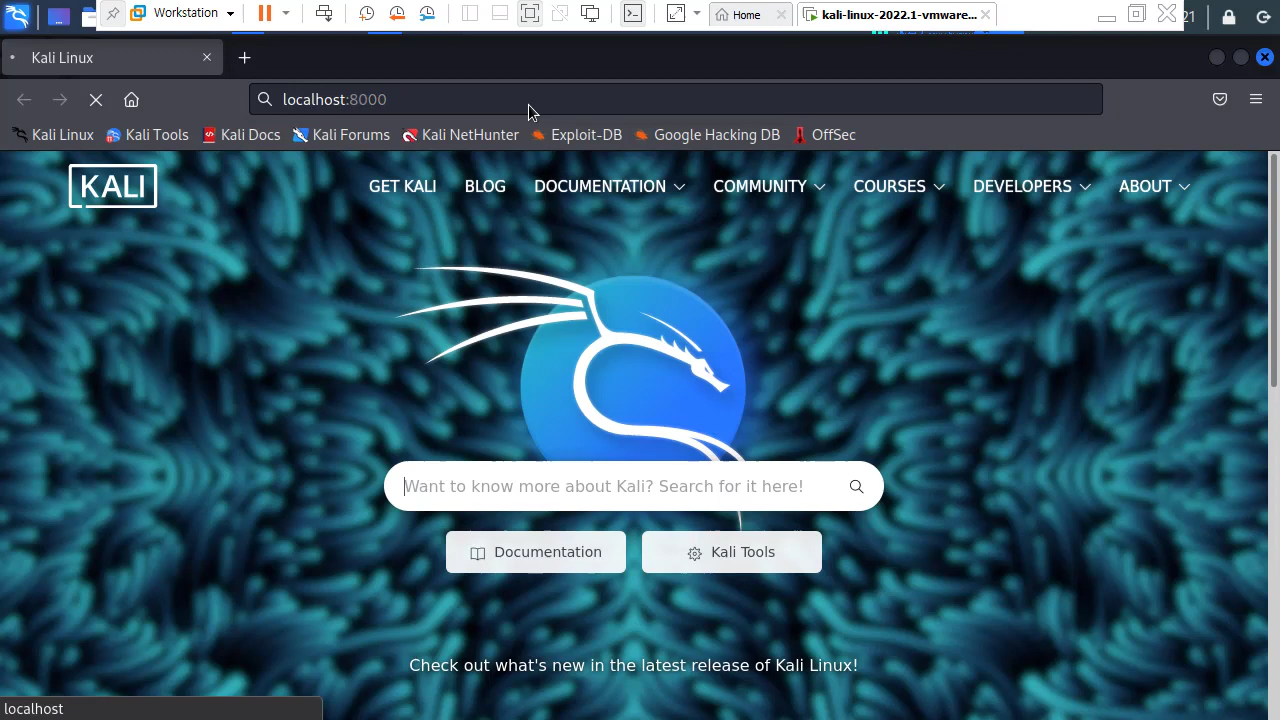 Workstation
Home
kali-linux-2022.1-vmware...
21
Kali Linux
localhost:8000
Kali Linux
Kali Tools
Kali Docs
Kali Forums
Kali NetHunter
Exploit-DB
Google Hacking DB
OffSec
KALI
GET KALI
BLOG
DOCUMENTATION
COMMUNITY
COURSES
DEVELOPERS
ABOUT
Want to know more about Kali? Search for it here!
Documentation
Kali Tools
Check out what's new in the latest release of Kali Linux!
localhost